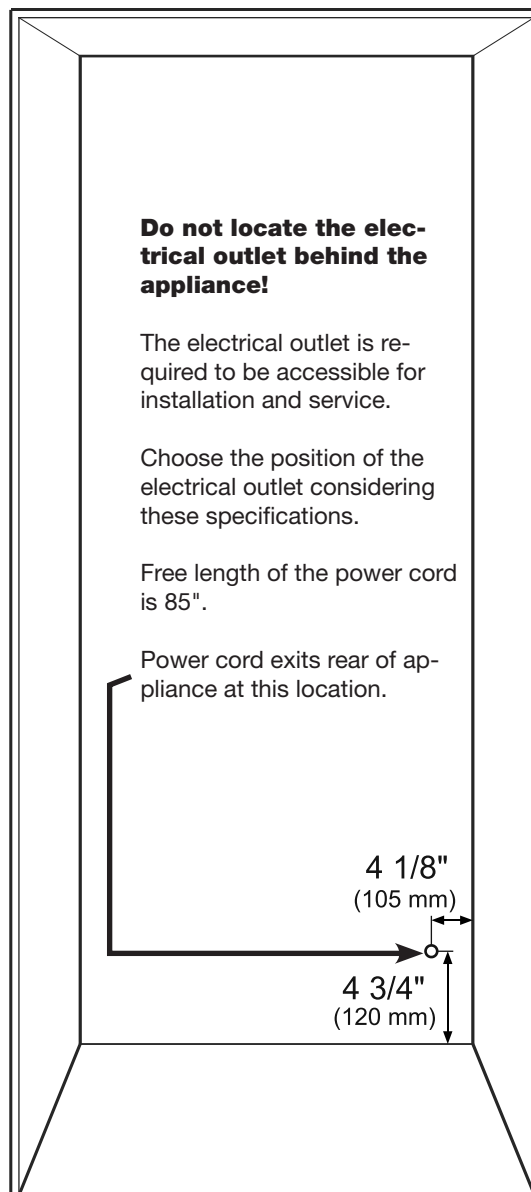 Do not locate the elec-
trical outlet behind the
appliance!
The electrical outlet is re-
quired to be accessible for
installation and service.
Choose the position of the
electrical outlet considering
these specifications.
Free length of the power cord
is 85".
Power cord exits rear of ap-
pliance at this location.
4 1/8"
(105 mm)
4 3/4"
(120 mm)